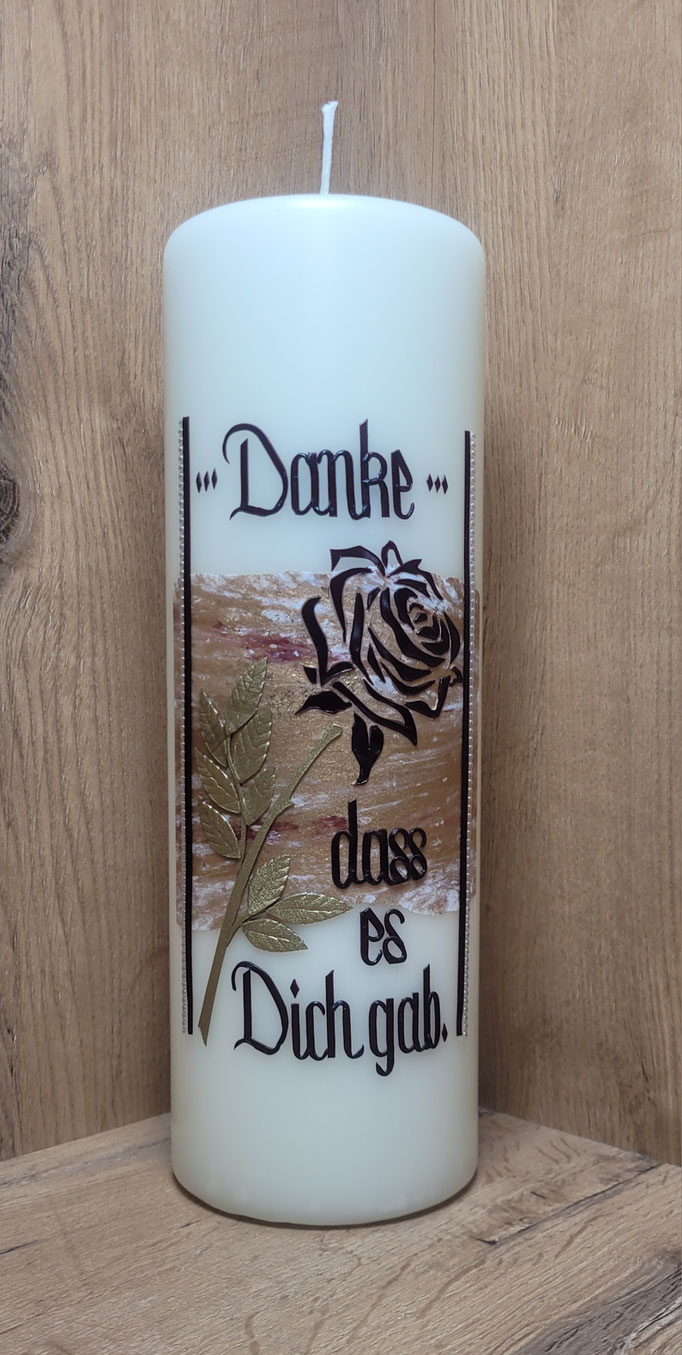 Danke
dass
es
Dich gab.